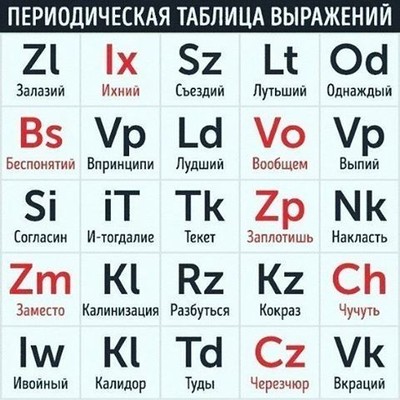 ПЕРИОДИЧЕСКАЯ ТАБЛИЦА ВЫРАЖЕНИЙ
Zl Ix Sz Lt Od
Залазий Ихний Съездий Лутьший Однаждый
Bs Vp Ld Vo Vp
Беспонятий Впринципи Лудший Вообщем Выпий
Si iT Tk Zp Nk
Согласин И-тогдалие Текет Заплотишь Накласть
Zm Kl Rz Kz Ch
Заместо Калинизация Разбуться Кокраз Чучуть
Iw Kl Td Cz Vk
Ивойный Калидор Туды Черезчюр Вкраций